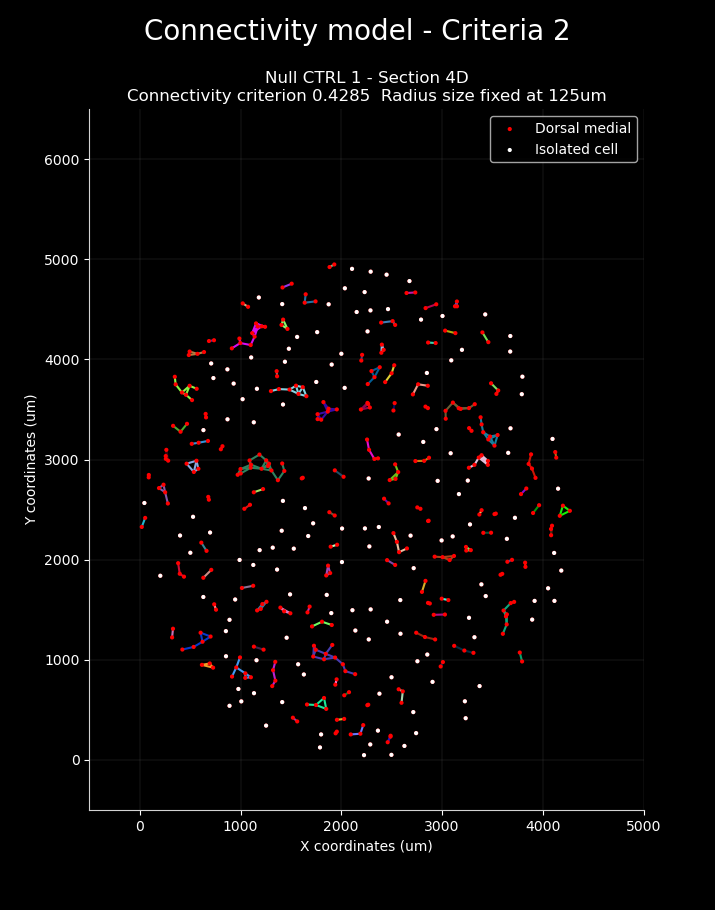 Connectivity model - Criteria 2
Null CTRL 1 - Section 4D
Connectivity criterion 0.4285  Radius size fixed at 125um
Dorsal medial
Isolated cell
6000
5000
4000
3000
2000
1000
0
Y coordinates (um)
0 1000 2000 3000 4000 5000
X coordinates (um)